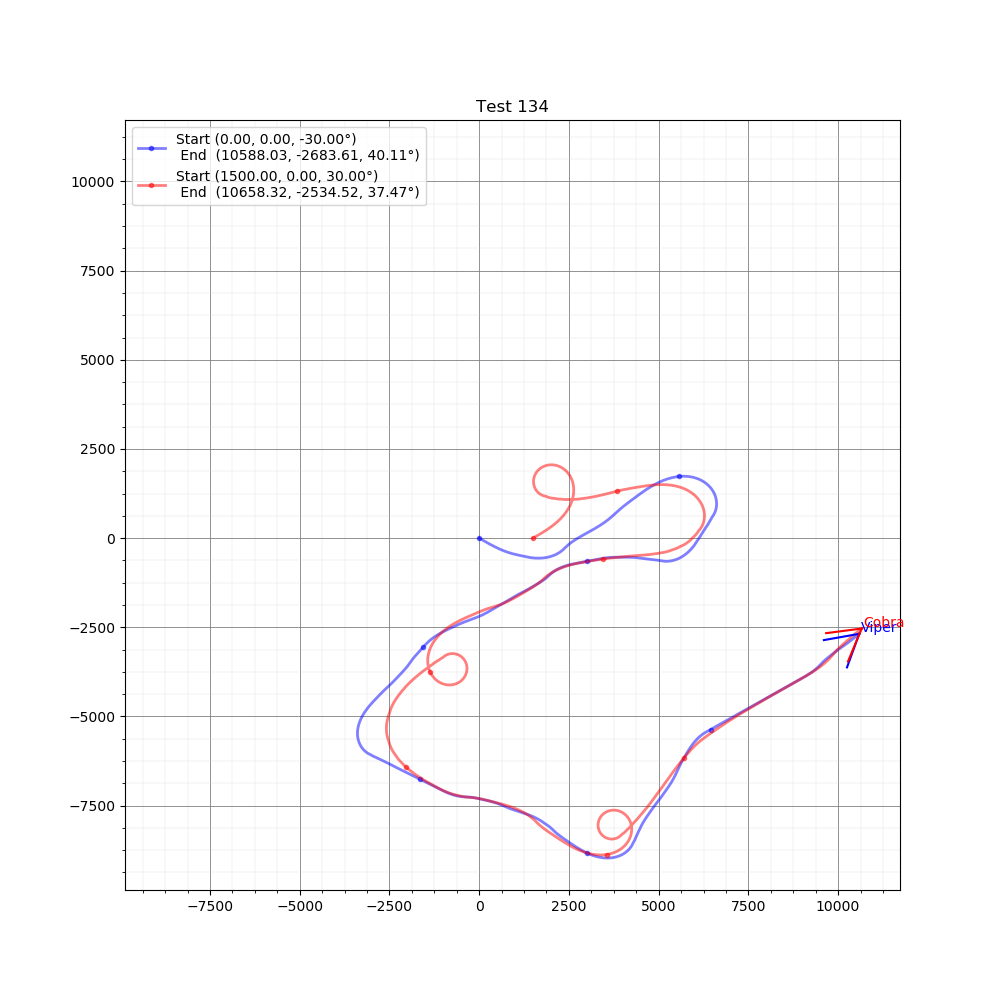 Test 134
Start (0.00, 0.00, -30.00°)
End (10588.03, -2683.61, 40.11°)
Start (1500.00, 0.00, 30.00°)
End (10658.32, -2534.52, 37.47°)
10000
7500
5000
2500
0
−2500
−5000
−7500
Cobra
Viper
−7500
−5000
−2500
0
2500
5000
7500
10000